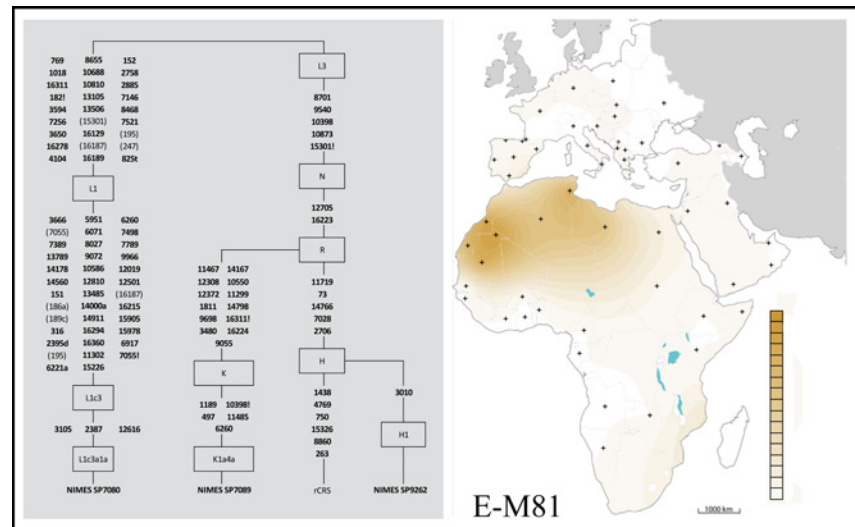 L3
769 8655 152
1018 10688 2758
16311 10810 2885
182! 13105 7146
3594 13506 8468
7256 (15301) 7521
3650 16129 (195)
16278 (16187) (247)
4104 16189 825t
L1
3666 5951 6260
(7055) 6071 7498
7389 8027 7789
13789 9072 9966
14178 10586 12019
14560 12810 12501
151 13485 (16187)
(186a) 14000a 16215
(189c) 14911 15905
316 16294 15978
2395d 16360 6917
(195) 11302 7055!
6221a 15226
L1c3
3105 2387 12616
L1c3a1a
NIMES SP7080
8701
9540
10398
10873
15301!
N
12705
16223
R
11467 14167
12308 10550
12372 11299
1811 14798
9698 16311!
3480 16224
9055
K
1189 10398!
497 11485
6260
K1a4a
NIMES SP7089
11719
73
14766
7028
2706
H
1438
4769
750
15326
8860
263
rCRS
3010
H1
NIMES SP9262
E-M81
1000 km